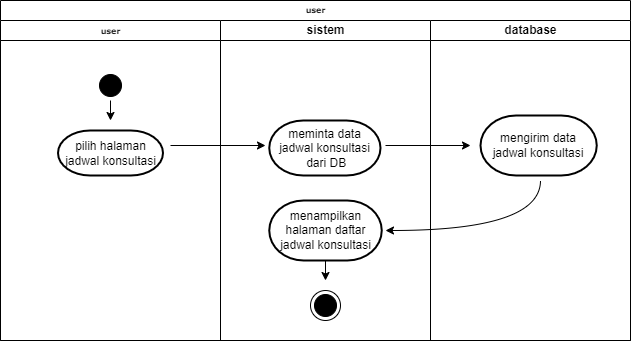 user
user
sistem
database
pilih halaman
jadwal konsultasi
meminta data
jadwal konsultasi
dari DB
mengirim data
jadwal konsultasi
menampilkan
halaman daftar
jadwal konsultasi